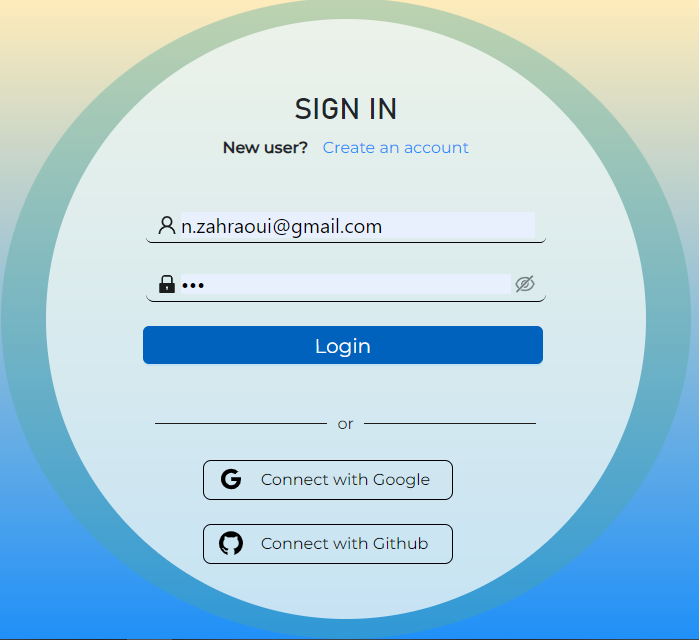 SIGN IN
New user? Create an account
n.zahraoui@gmail.com
•••
Login
or
Connect with Google
Connect with Github